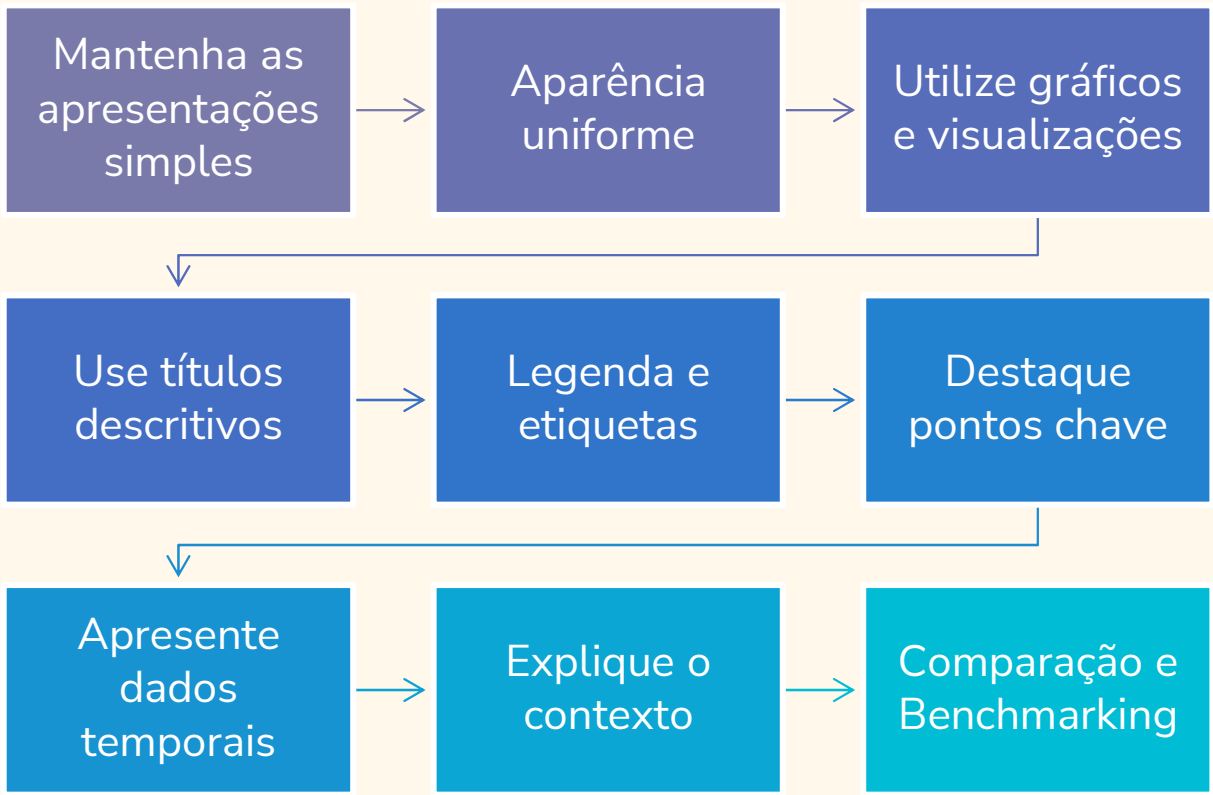 Mantenha as
apresentações
simples
Aparência
uniforme
Utilize gráficos
e visualizações
Use títulos
descritivos
Legenda e
etiquetas
Destaque
pontos chave
Apresente
dados
temporais
Explique o
contexto
Comparação e
Benchmarking